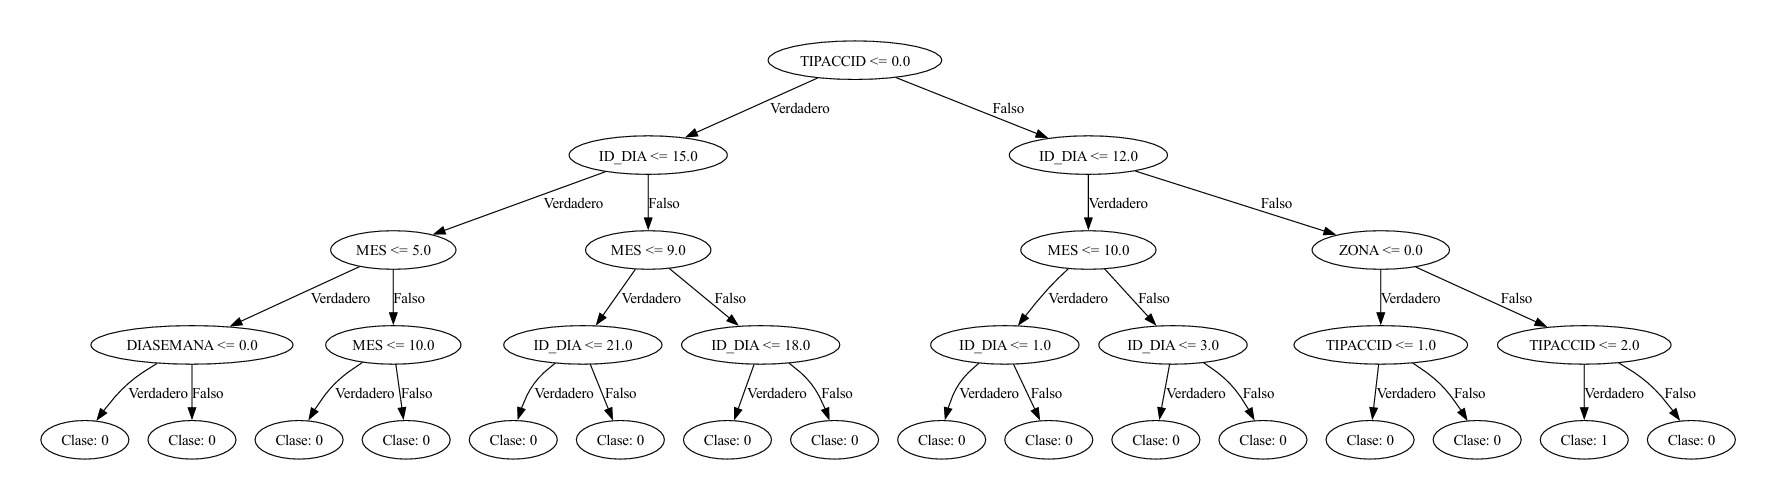 TIPACCID <= 0.0
Verdadero Falso
ID_DIA <= 15.0 ID_DIA <= 12.0
Verdadero Falso Verdadero Falso
MES <= 5.0 MES <= 9.0 MES <= 10.0 ZONA <= 0.0
Verdadero Falso Verdadero Falso Verdadero Falso Verdadero Falso
DIASEMANA <= 0.0 MES <= 10.0 ID_DIA <= 21.0 ID_DIA <= 18.0 ID_DIA <= 1.0 ID_DIA <= 3.0 TIPACCID <= 1.0 TIPACCID <= 2.0
Verdadero Falso Verdadero Falso Verdadero Falso Verdadero Falso Verdadero Falso Verdadero Falso Verdadero Falso Verdadero Falso
Clase: 0 Clase: 0 Clase: 0 Clase: 0 Clase: 0 Clase: 0 Clase: 0 Clase: 0 Clase: 0 Clase: 0 Clase: 0 Clase: 0 Clase: 0 Clase: 0 Clase: 1 Clase: 0